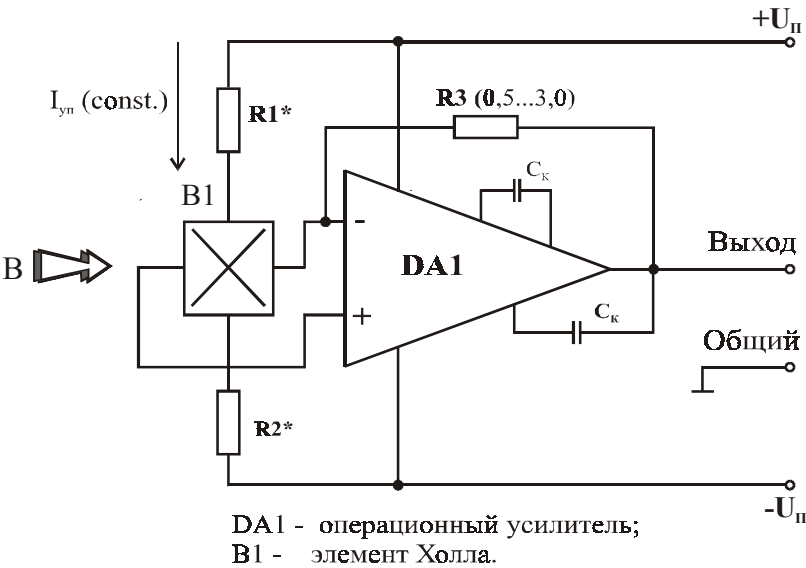 +Uп
Iуп (const.)
R1*
R3 (0,5...3,0)
B1
Cк
-
DA1
Выход
B
+
Cк
Общий
R2*
-Uп
DA1 - операционный усилитель;
B1 - элемент Холла.